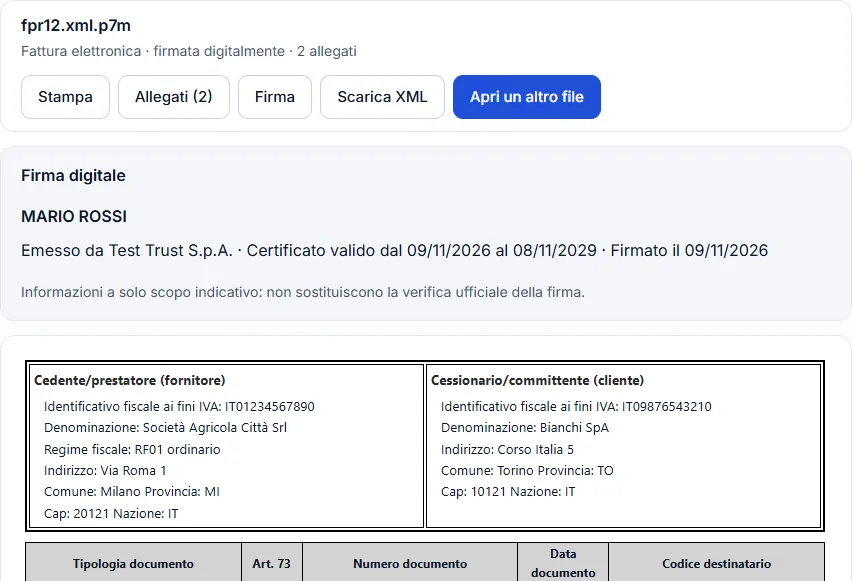 fpr12.xml.p7m
Fattura elettronica · firmata digitalmente · 2 allegati
Stampa
Allegati (2)
Firma
Scarica XML
Apri un altro file
Firma digitale
MARIO ROSSI
Emesso da Test Trust S.p.A. · Certificato valido dal 09/11/2026 al 08/11/2029 · Firmato il 09/11/2026
Informazioni a solo scopo indicativo: non sostituiscono la verifica ufficiale della firma.
Cedente/prestatore (fornitore)
Identificativo fiscale ai fini IVA: IT01234567890
Denominazione: Società Agricola Città Srl
Regime fiscale: RF01 ordinario
Indirizzo: Via Roma 1
Comune: Milano Provincia: MI
Cap: 20121 Nazione: IT
Cessionario/committente (cliente)
Identificativo fiscale ai fini IVA: IT09876543210
Denominazione: Bianchi SpA
Indirizzo: Corso Italia 5
Comune: Torino Provincia: TO
Cap: 10121 Nazione: IT
Tipologia documento
Art. 73
Numero documento
Data
documento
Codice destinatario